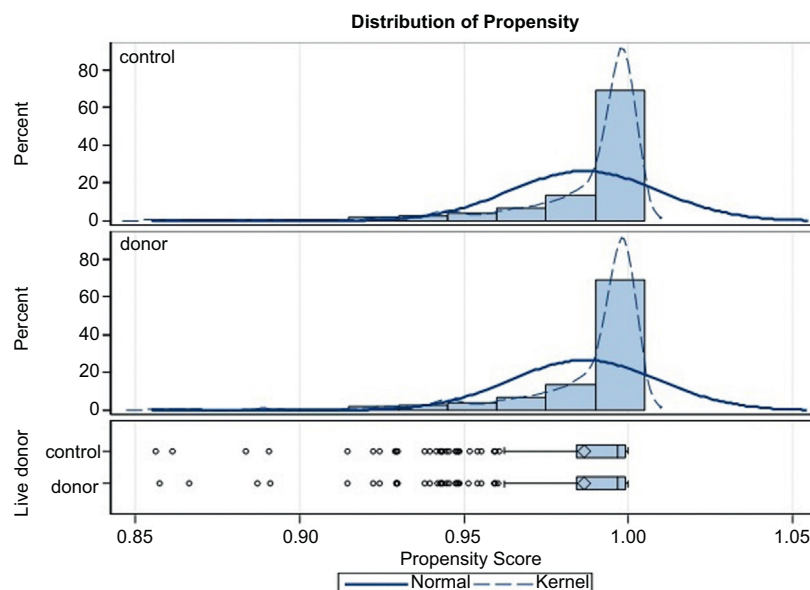 Distribution of Propensity
control
Percent
80
60
40
20
0
donor
Percent
80
60
40
20
0
Live donor
control
donor
0.85 0.90 0.95 1.00 1.05
Propensity Score
Normal Kernel